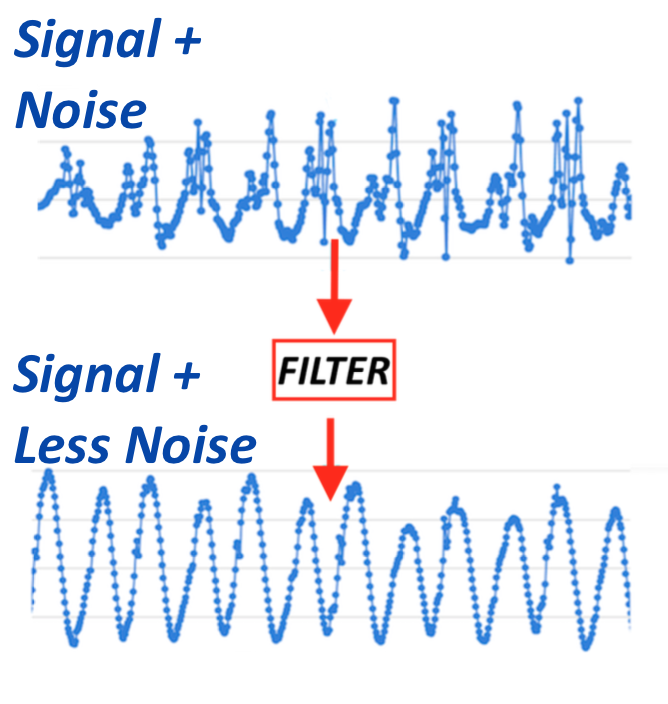 Signal +
Noise
FILTER
Signal +
Less Noise